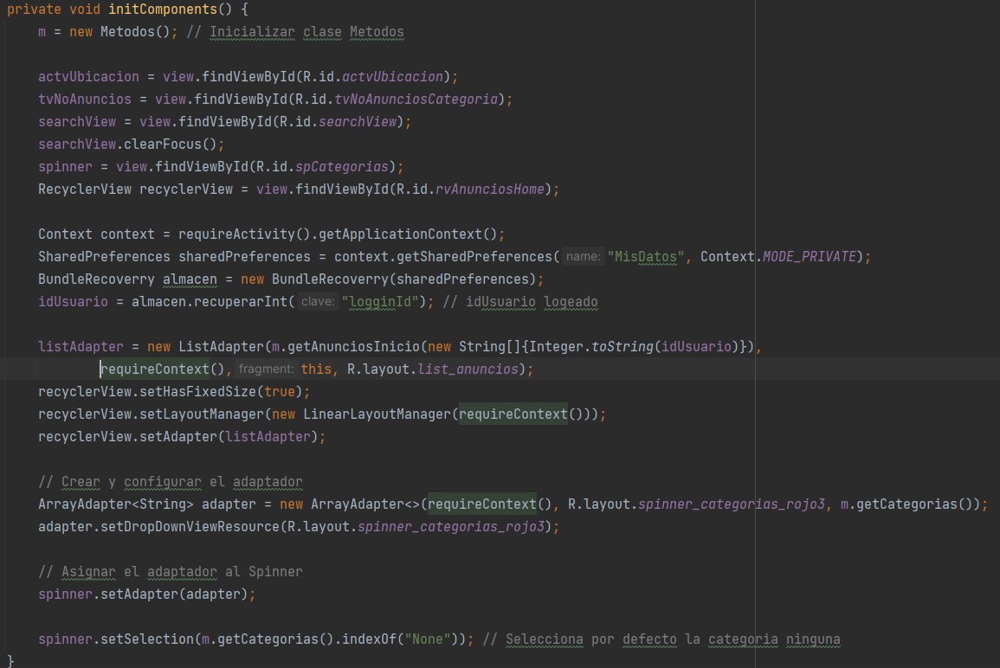 private void initComponents() {
m = new Metodos(); // Inicializar clase Metodos
actvUbicacion = view.findViewById(R.id.actvUbicacion);
tvNoAnuncios = view.findViewById(R.id.tvNoAnunciosCategoria);
searchView = view.findViewById(R.id.searchView);
searchView.clearFocus();
spinner = view.findViewById(R.id.spCategorias);
RecyclerView recyclerView = view.findViewById(R.id.rvAnunciosHome);
Context context = requireActivity().getApplicationContext();
SharedPreferences sharedPreferences = context.getSharedPreferences( name: "MisDatos", Context.MODE_PRIVATE);
BundleRecoverry almacen = new BundleRecoverry(sharedPreferences);
idUsuario = almacen.recuperarInt( clave: "logginId"); // idUsuario logeado
listAdapter = new ListAdapter(m.getAnunciosInicio(new String[]{Integer.toString(idUsuario)}),
requireContext(), fragment: this, R.layout.list_anuncios);
recyclerView.setHasFixedSize(true);
recyclerView.setLayoutManager(new LinearLayoutManager(requireContext()));
recyclerView.setAdapter(listAdapter);
// Crear y configurar el adaptador
ArrayAdapter<String> adapter = new ArrayAdapter<>(requireContext(), R.layout.spinner_categorias_rojo3, m.getCategorias());
adapter.setDropDownViewResource(R.layout.spinner_categorias_rojo3);
// Asignar el adaptador al Spinner
spinner.setAdapter(adapter);
spinner.setSelection(m.getCategorias().indexOf("None")); // Selecciona por defecto la categoria ninguna
}